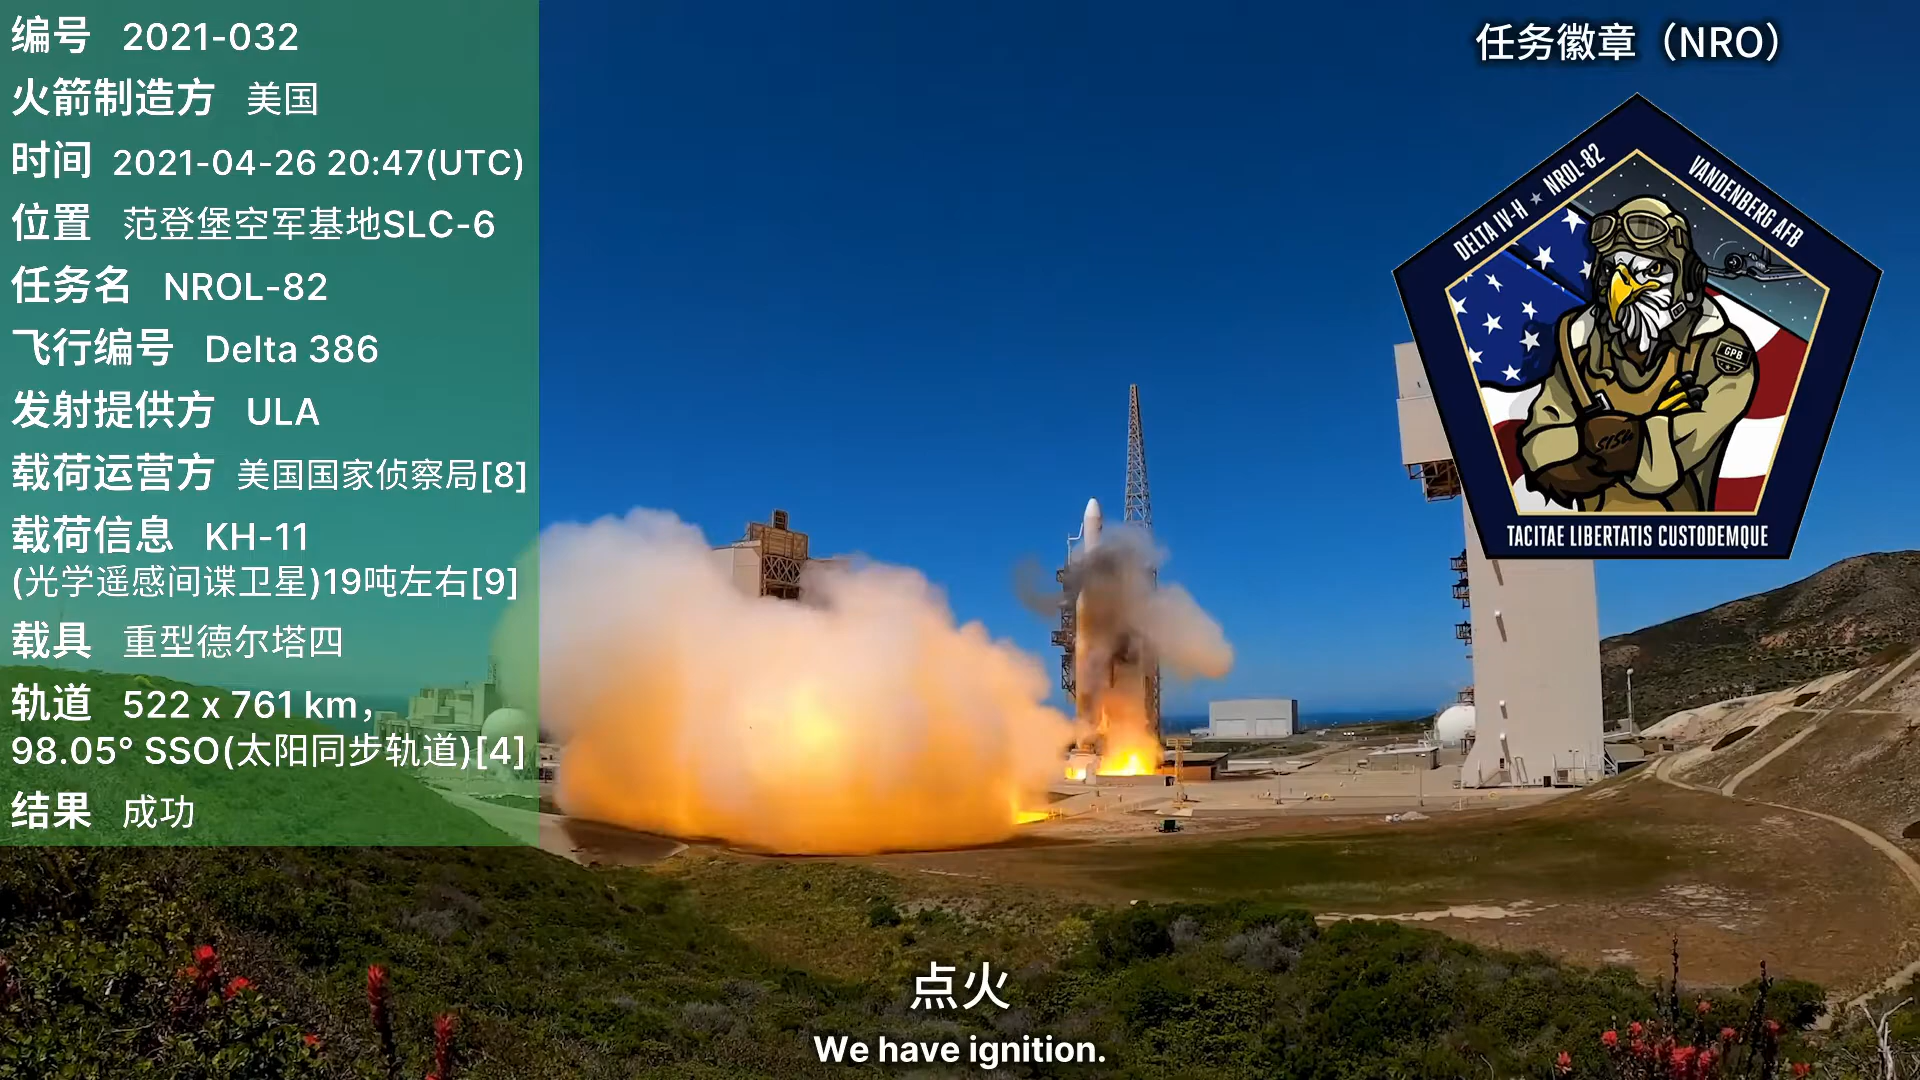 编号 2021-032
火箭制造方 美国
时间 2021-04-26 20:47(UTC)
位置 范登堡空军基地SLC-6
任务名 NROL-82
飞行编号 Delta 386
发射提供方 ULA
载荷运营方 美国国家侦察局[8]
载荷信息 KH-11
(光学遥感间谍卫星)19吨左右[9]
载具 重型德尔塔四
轨道 522 x 761 km，
98.05° SSO(太阳同步轨道)[4]
结果 成功
任务徽章（NRO）
DELTA IV-H ★ NROL-82
VANDENBERG AFB
GPB
SISU
TACITAE LIBERTATIS CUSTODEMQUE
点火
We have ignition.